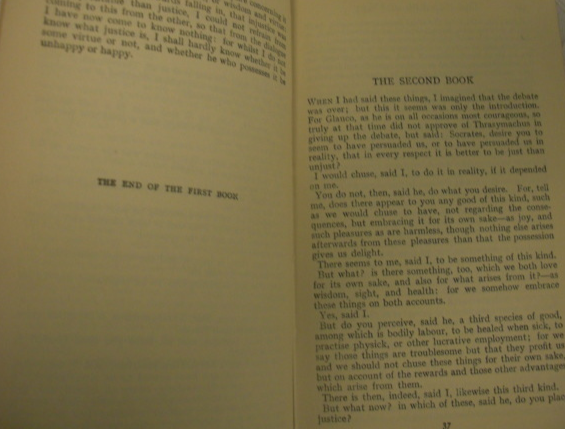 falling in, that injustice was
than justice, I could not refrain from
coming to this from the other, so that from the dialogue
I have now come to know nothing: for whilst I do not
know what justice is, I shall hardly know whether it be
some virtue or not, and whether he who possesses it be
unhappy or happy.
THE END OF THE FIRST BOOK
THE SECOND BOOK
WHEN I had said these things, I imagined that the debate
was over; but this it seems was only the introduction.
For Glauco, as he is on all occasions most courageous, so
truly at that time did not approve of Thrasymachus in
giving up the debate, but said: Socrates, desire you to
seem to have persuaded us, or to have persuaded us in
reality, that in every respect it is better to be just than
unjust?
I would chuse, said I, to do it in reality, if it depended
on me.
You do not, then, said he, do what you desire. For, tell
me, does there appear to you any good of this kind, such
as we would chuse to have, not regarding the conse-
quences, but embracing it for its own sake—as joy, and
such pleasures as are harmless, though nothing else arises
afterwards from these pleasures than that the possession
gives us delight.
There seems to me, said I, to be something of this kind.
But what? is there something, too, which we both love
for its own sake, and also for what arises from it?—as
wisdom, sight, and health: for we somehow embrace
these things on both accounts.
Yes, said I.
But do you perceive, said he, a third species of good,
among which is bodily labour, to be healed when sick, to
practise physick, or other lucrative employment; for we
say those things are troublesome but that they profit us
and we should not chuse these for their own sake,
but on account of the rewards and those other advantages
which arise from them.
There is then, indeed, said I, likewise this third kind.
But what now? in which of these, said he, do you place
justice?
37